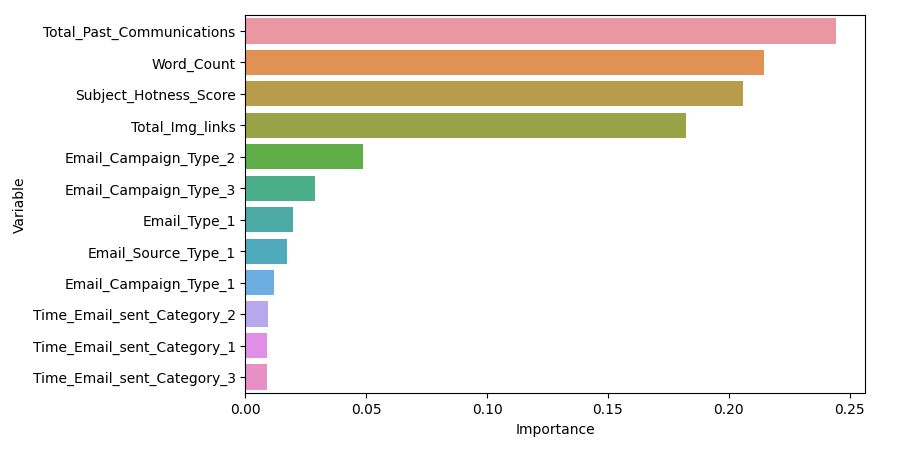 Total_Past_Communications
Word_Count
Subject_Hotness_Score
Total_Img_links
Email_Campaign_Type_2
Email_Campaign_Type_3
Email_Type_1
Email_Source_Type_1
Email_Campaign_Type_1
Time_Email_sent_Category_2
Time_Email_sent_Category_1
Time_Email_sent_Category_3
Variable
0.00 0.05 0.10 0.15 0.20 0.25
Importance